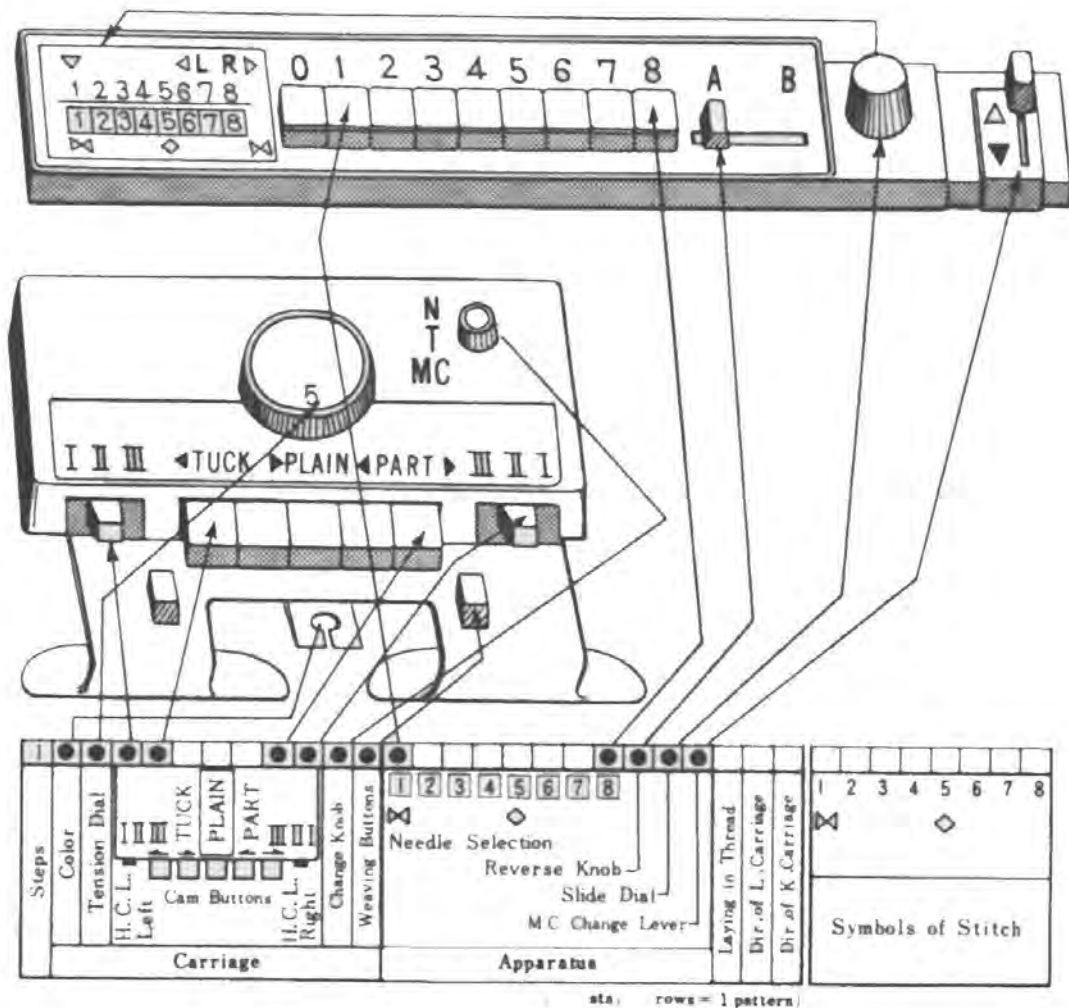 ▽ ◁L R▷
1 2 3 4 5 6 7 8
1 2 3 4 5 6 7 8
0 1 2 3 4 5 6 7 8
A B
△
▼
N
T
MC
5
I II III ◀TUCK ▶PLAIN◀PART▶ III II I
1
1 2 3 4 5 6 7 8
1 2 3 4 5 6 7 8
Steps
Color
Tension Dial
H.C.L. Left
I II III
TUCK
PLAIN
PART
III II I
Cam Buttons
H.C.L. Right
Change Knob
Weaving Buttons
Needle Selection
Reverse Knob
Slide Dial
MC Change Lever
Laying in Thread
Dir. of L. Carriage
Dir. of K. Carriage
Symbols of Stitch
Carriage
Apparatus
sts, rows = 1 pattern